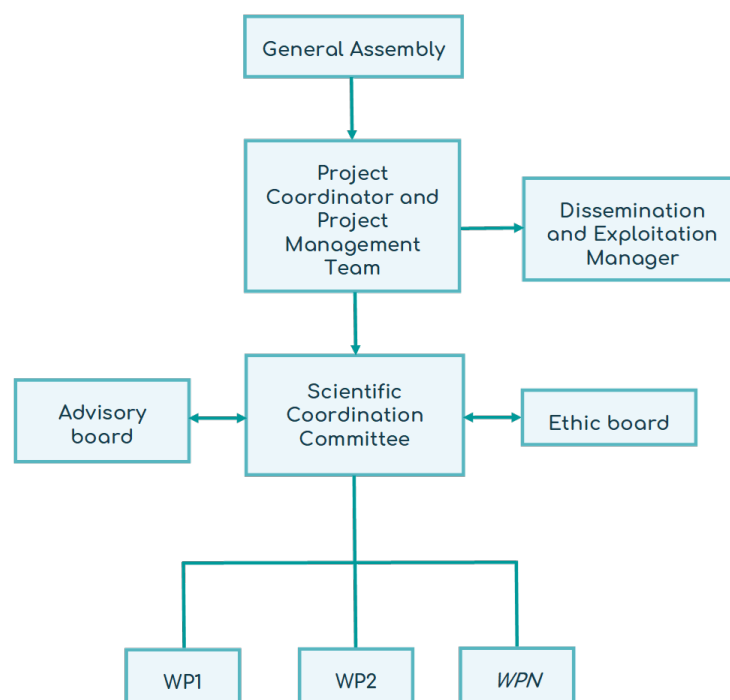 General Assembly
Project
Coordinator and
Project
Management
Team
Dissemination
and Exploitation
Manager
Scientific
Coordination
Committee
Advisory
board
Ethic board
WP1
WP2
WPN